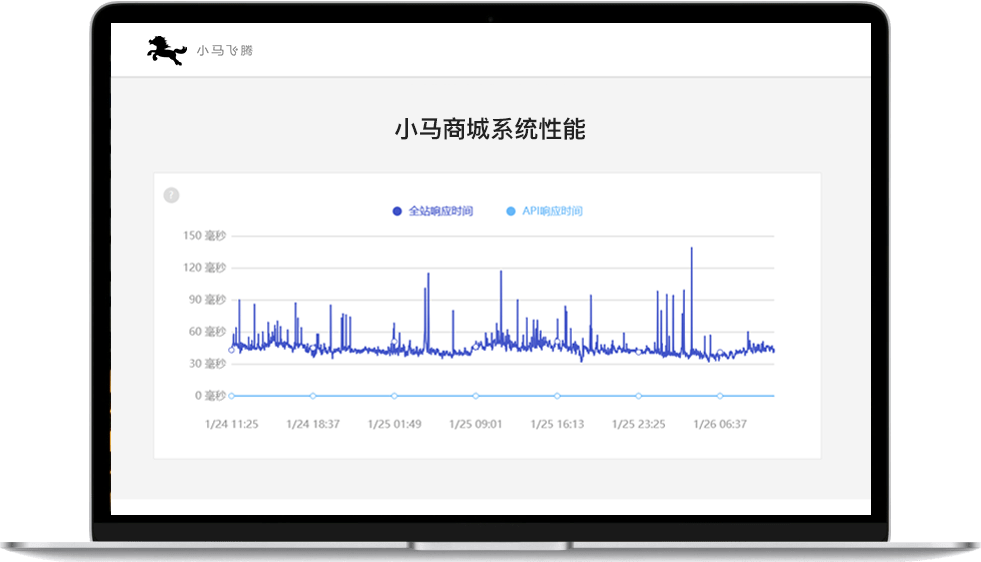 小马飞腾
小马商城系统性能
?
全站响应时间 API响应时间
150 毫秒
120 毫秒
90 毫秒
60 毫秒
30 毫秒
0 毫秒
1/24 11:25 1/24 18:37 1/25 01:49 1/25 09:01 1/25 16:13 1/25 23:25 1/26 06:37